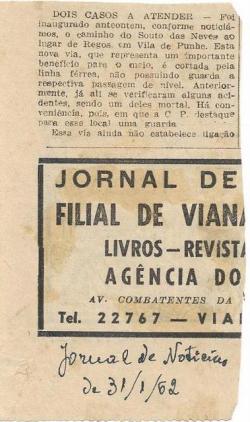 DOIS CASOS A ATENDER — Foi
inaugurado anteontem, conforme noticiá-
mos, o caminho do Souto das Neves ao
lugar de Regos, em Vila de Punhe. Esta
nova via, que representa um importante
benefício para o meio, é cortada pela
linha férrea, não possuindo guarda a
respectiva passagem de nível. Anterior-
mente, já ali se verificaram alguns aci-
dentes, sendo um deles mortal. Há con-
veniência, pois, em que a C. P. destaque
para esse local uma guarda
Essa via ainda não estabelece ligação
JORNAL DE
FILIAL DE VIANA
LIVROS—REVISTA
AGÊNCIA DO
AV. COMBATENTES DA
Tel. 22767 — VIA
Jornal de Notícias
de 31/1/62